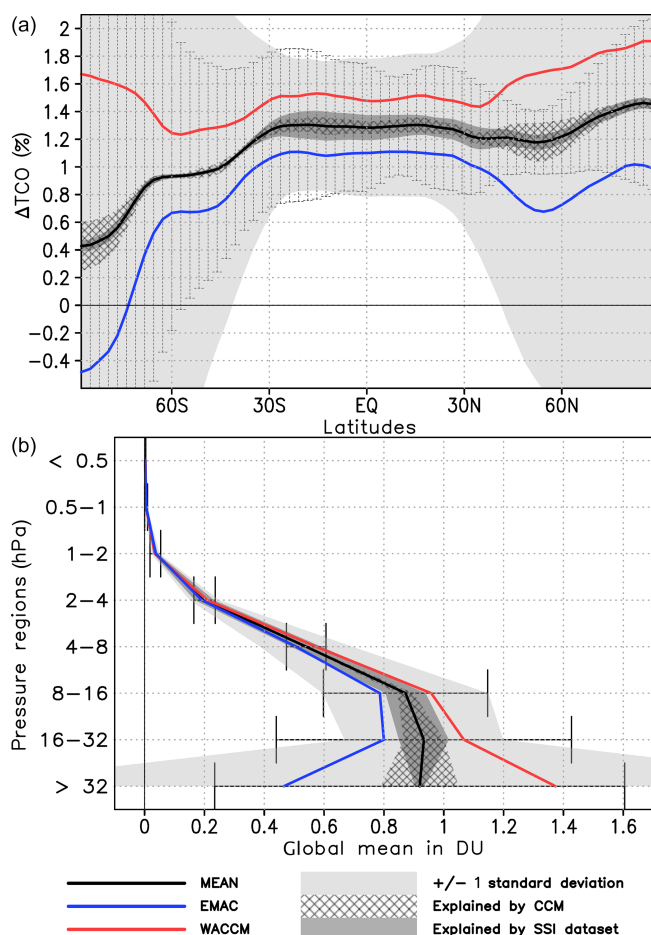 (a)
ΔTCO (%)
2
1.8
1.6
1.4
1.2
1
0.8
0.6
0.4
0.2
0
−0.2
−0.4
60S 30S EQ 30N 60N
Latitudes
(b)
Pressure regions (hPa)
< 0.5
0.5−1
1−2
2−4
4−8
8−16
16−32
> 32
0 0.2 0.4 0.6 0.8 1 1.2 1.4 1.6
Global mean in DU
MEAN +/− 1 standard deviation
EMAC Explained by CCM
WACCM Explained by SSI dataset